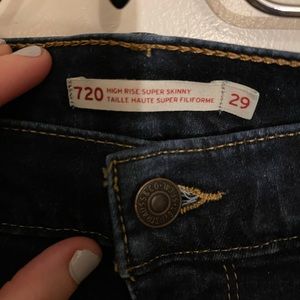 720 HIGH RISE SUPER SKINNY
TAILLE HAUTE SUPER FILIFORME
29